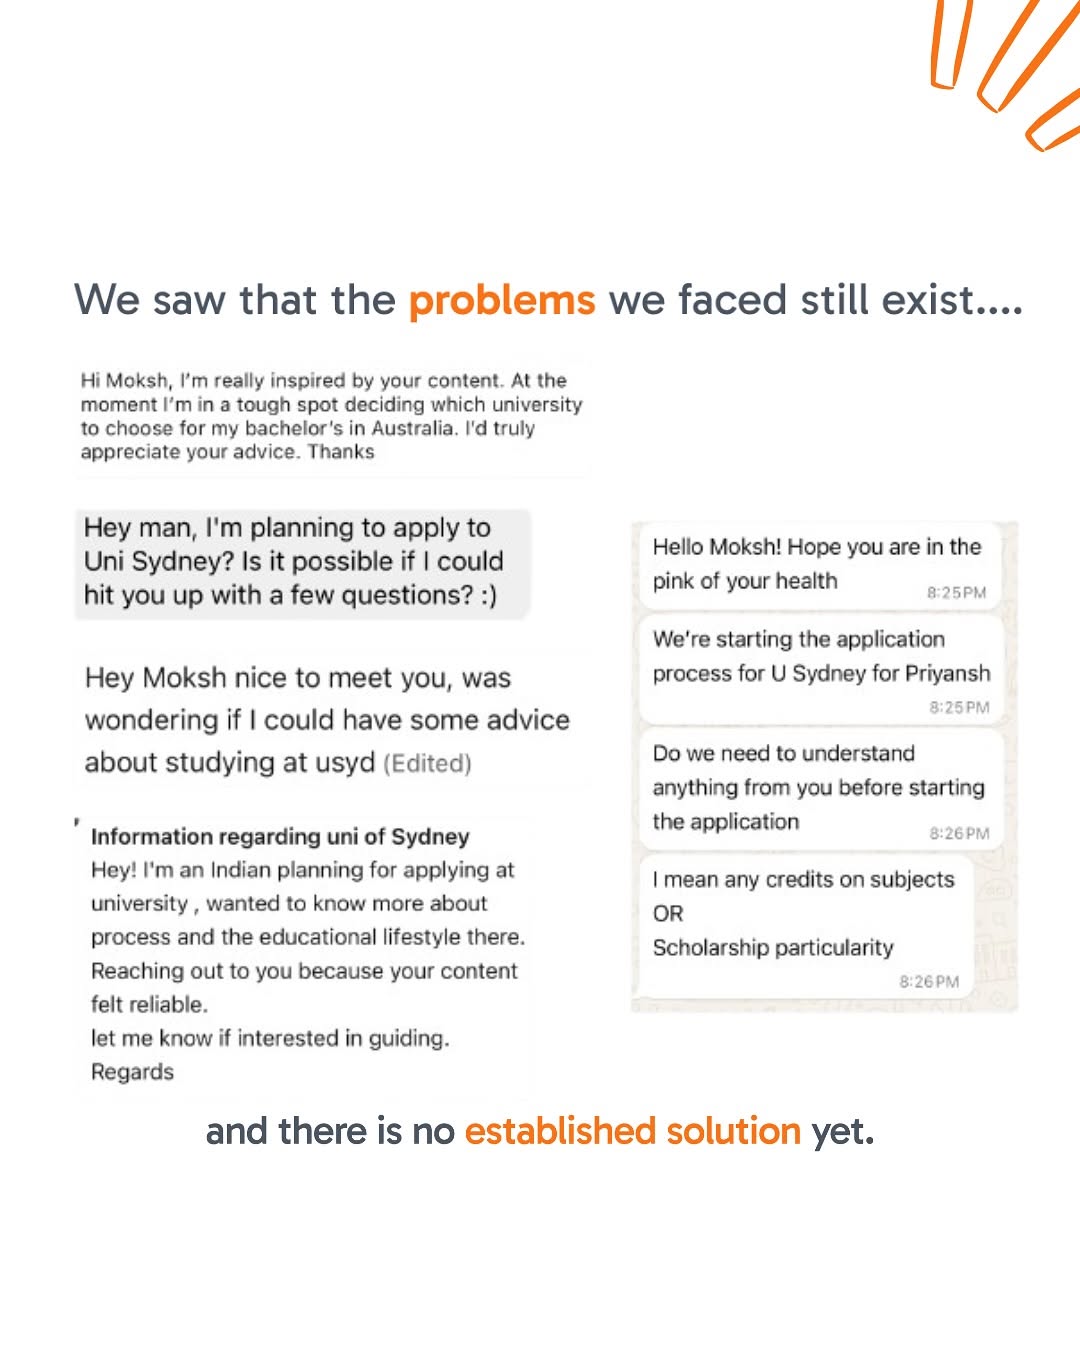 We saw that the problems we faced still exist....
Hi Moksh, I'm really inspired by your content. At the
moment I'm in a tough spot deciding which university
to choose for my bachelor's in Australia. I'd truly
appreciate your advice. Thanks
Hey man, I'm planning to apply to
Uni Sydney? Is it possible if I could
hit you up with a few questions? :)
Hey Moksh nice to meet you, was
wondering if I could have some advice
about studying at usyd (Edited)
Information regarding uni of Sydney
Hey! I'm an Indian planning for applying at
university , wanted to know more about
process and the educational lifestyle there.
Reaching out to you because your content
felt reliable.
let me know if interested in guiding.
Regards
Hello Moksh! Hope you are in the
pink of your health
8:25PM
We're starting the application
process for U Sydney for Priyansh
8:25PM
Do we need to understand
anything from you before starting
the application
8:26PM
I mean any credits on subjects
OR
Scholarship particularity
8:26PM
and there is no established solution yet.